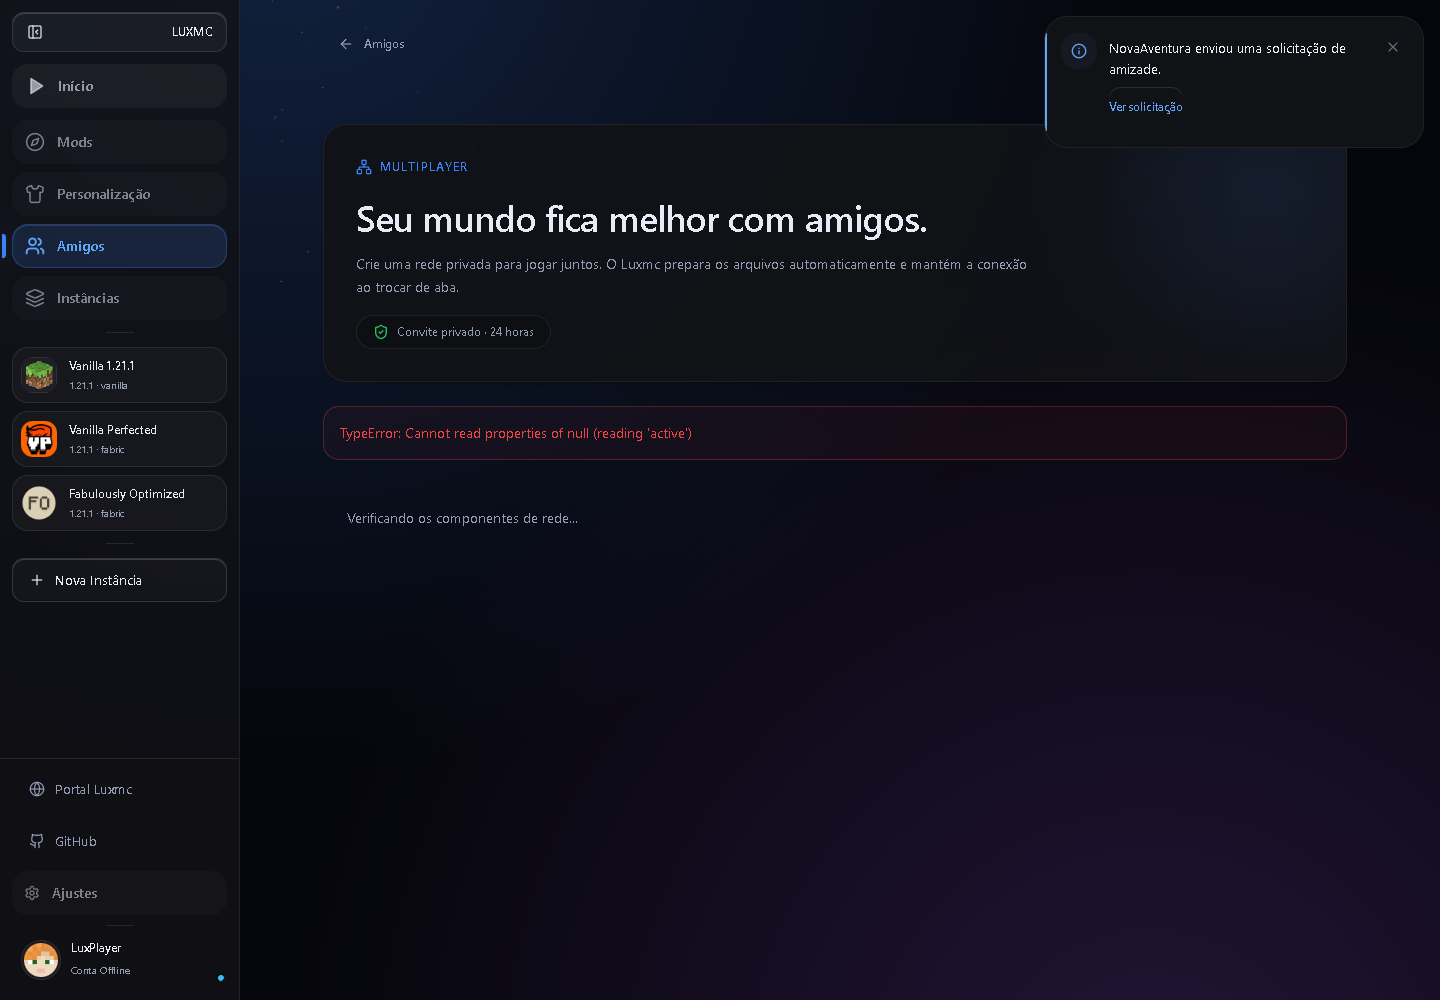 LUXMC
Início
Mods
Personalização
Amigos
Instâncias
Vanilla 1.21.1
1.21.1 · vanilla
VP
Vanilla Perfected
1.21.1 · fabric
FO
Fabulously Optimized
1.21.1 · fabric
Nova Instância
Portal Luxmc
GitHub
Ajustes
LuxPlayer
Conta Offline
Amigos
MULTIPLAYER
Seu mundo fica melhor com amigos.
Crie uma rede privada para jogar juntos. O Luxmc prepara os arquivos automaticamente e mantém a conexão
ao trocar de aba.
Convite privado · 24 horas
TypeError: Cannot read properties of null (reading 'active')
Verificando os componentes de rede...
NovaAventura enviou uma solicitação de
amizade.
Ver solicitação